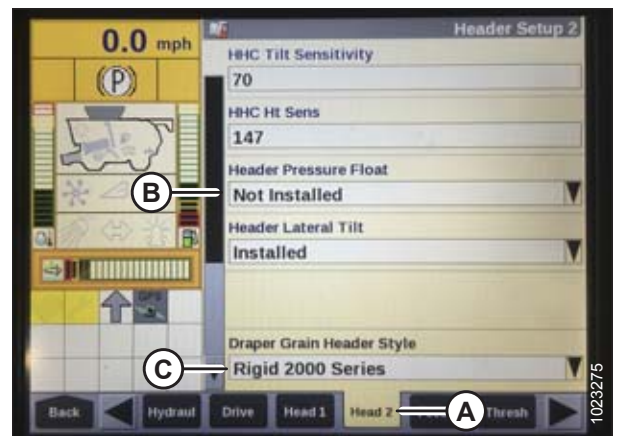 0.0 mph
Header Setup 2
(P)
HHC Tilt Sensitivity
70
HHC Ht Sens
147
Header Pressure Float
B
Not Installed
Header Lateral Tilt
Installed
GPS
Draper Grain Header Style
C
Rigid 2000 Series
Back
Hydraul
Drive
Head 1
Head 2
A
Thresh
1023275